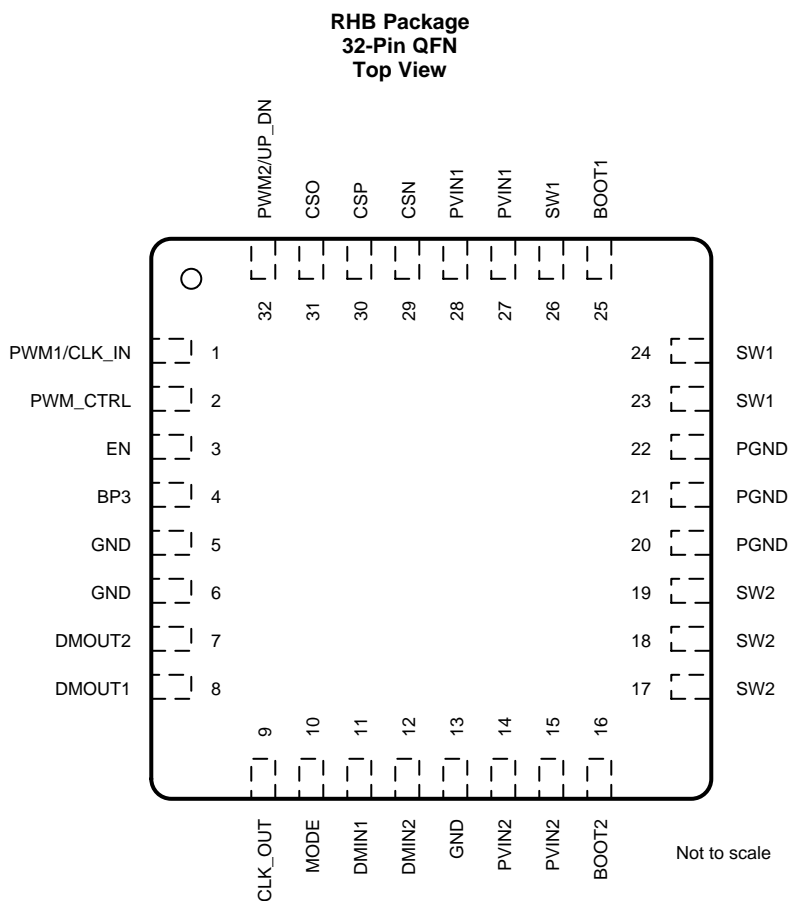 RHB Package
32-Pin QFN
Top View
PWM2/UP_DN
CSO
CSP
CSN
PVIN1
PVIN1
SW1
BOOT1
32
31
30
29
28
27
26
25
PWM1/CLK_IN 1
PWM_CTRL 2
EN 3
BP3 4
GND 5
GND 6
DMOUT2 7
DMOUT1 8
24 SW1
23 SW1
22 PGND
21 PGND
20 PGND
19 SW2
18 SW2
17 SW2
9
10
11
12
13
14
15
16
CLK_OUT
MODE
DMIN1
DMIN2
GND
PVIN2
PVIN2
BOOT2
Not to scale